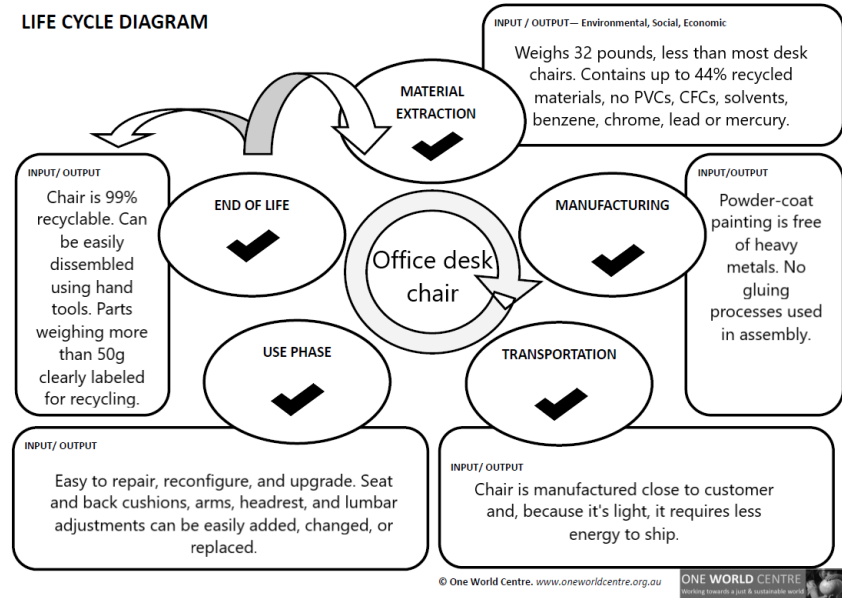 LIFE CYCLE DIAGRAM
INPUT / OUTPUT— Environmental, Social, Economic
Weighs 32 pounds, less than most desk
chairs. Contains up to 44% recycled
materials, no PVCs, CFCs, solvents,
benzene, chrome, lead or mercury.
MATERIAL
EXTRACTION
INPUT/ OUTPUT
Chair is 99%
recyclable. Can
be easily
dissembled
using hand
tools. Parts
weighing more
than 50g
clearly labeled
for recycling.
END OF LIFE
MANUFACTURING
INPUT/OUTPUT
Powder-coat
painting is free
of heavy
metals. No
gluing
processes used
in assembly.
Office desk
chair
USE PHASE
TRANSPORTATION
INPUT/ OUTPUT
Easy to repair, reconfigure, and upgrade. Seat
and back cushions, arms, headrest, and lumbar
adjustments can be easily added, changed, or
replaced.
INPUT/ OUTPUT
Chair is manufactured close to customer
and, because it's light, it requires less
energy to ship.
© One World Centre. www.oneworldcentre.org.au
ONE WORLD CENTRE
Working towards a just & sustainable world